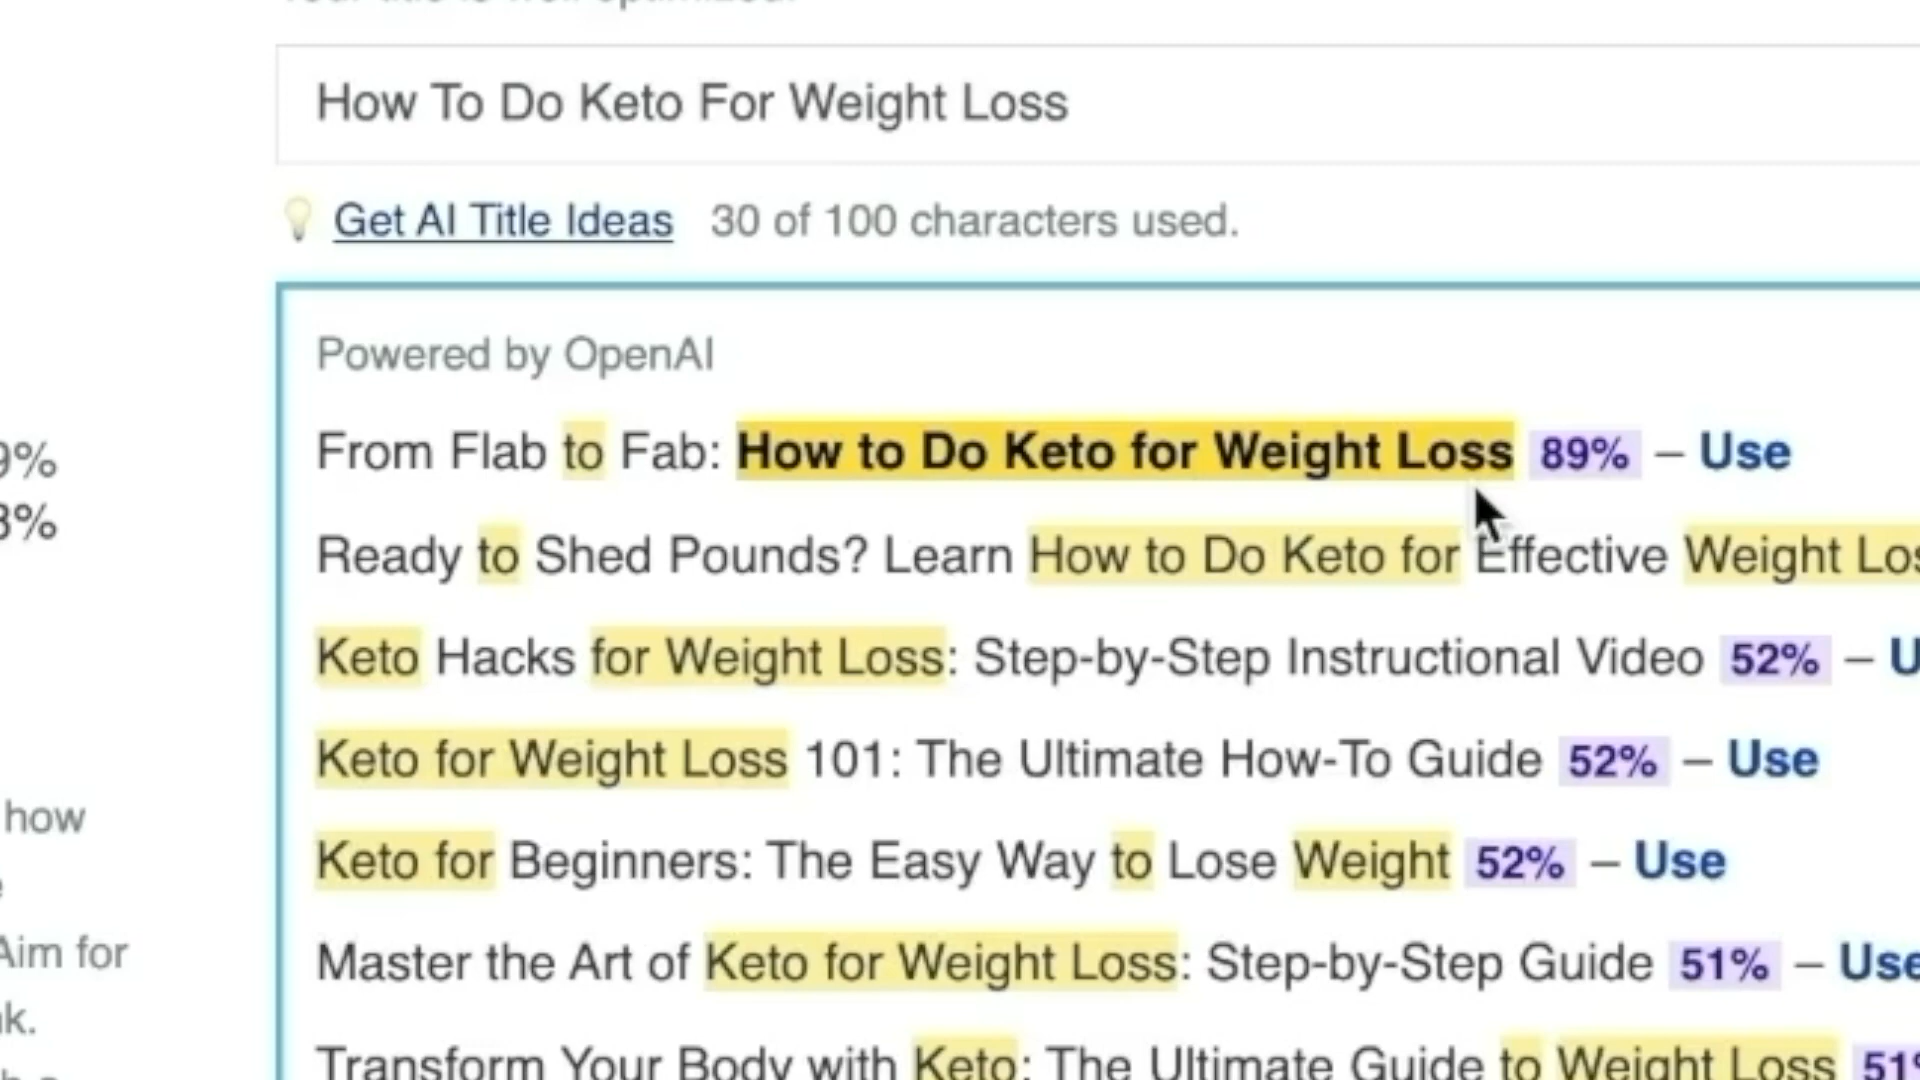 How To Do Keto For Weight Loss
Get AI Title Ideas 30 of 100 characters used.
Powered by OpenAI
From Flab to Fab: How to Do Keto for Weight Loss 89% – Use
9%
3%
Ready to Shed Pounds? Learn How to Do Keto for Effective Weight Los
Keto Hacks for Weight Loss: Step-by-Step Instructional Video 52% – U
Keto for Weight Loss 101: The Ultimate How-To Guide 52% – Use
how
Keto for Beginners: The Easy Way to Lose Weight 52% – Use
Aim for
Master the Art of Keto for Weight Loss: Step-by-Step Guide 51% – Use
Transform Your Body with Keto: The Ultimate Guide to Weight Loss 51%